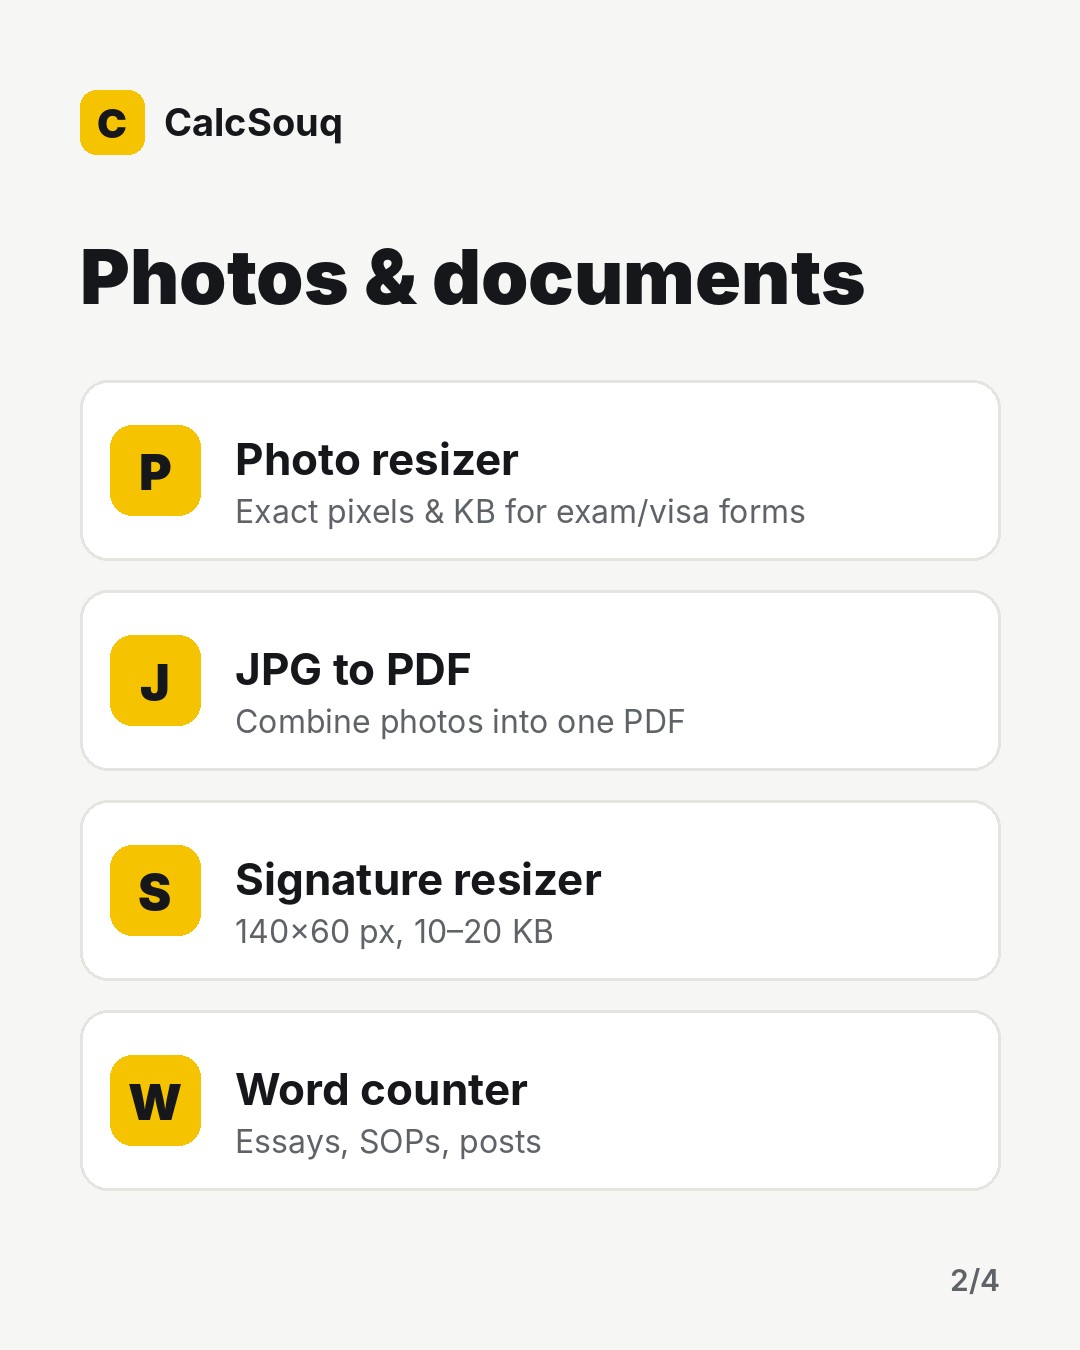 C CalcSouq
Photos & documents
P
Photo resizer
Exact pixels & KB for exam/visa forms
J
JPG to PDF
Combine photos into one PDF
S
Signature resizer
140×60 px, 10–20 KB
W
Word counter
Essays, SOPs, posts
2/4